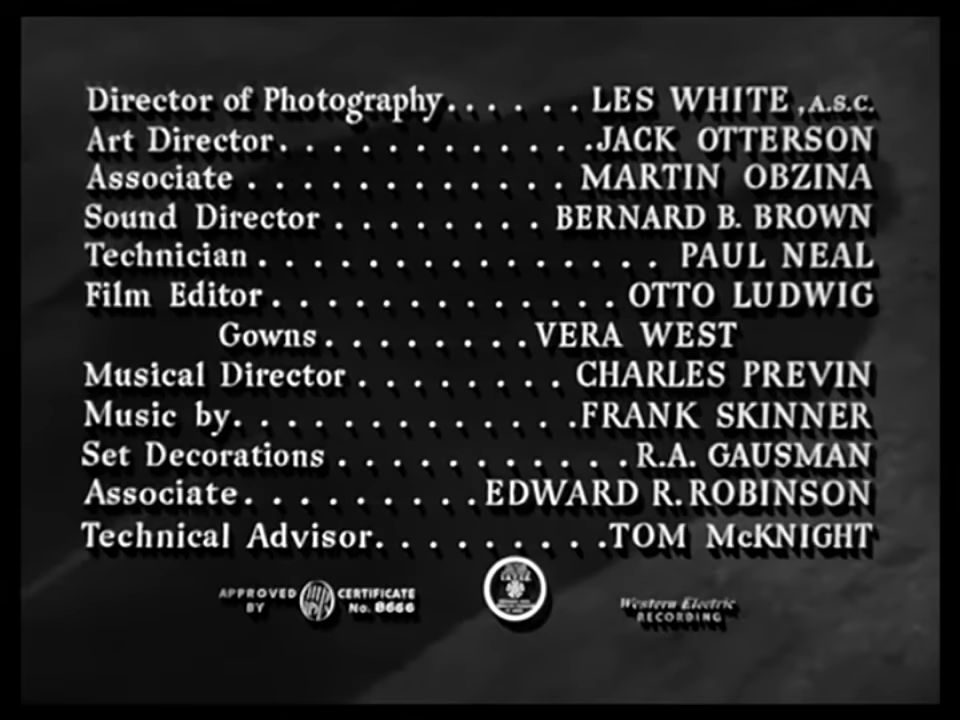 Director of Photography. . . . . . LES WHITE, A.S.C.
Art Director. . . . . . . . . . . . .JACK OTTERSON
Associate . . . . . . . . . . . . MARTIN OBZINA
Sound Director . . . . . . . . BERNARD B. BROWN
Technician . . . . . . . . . . . . . . . PAUL NEAL
Film Editor . . . . . . . . . . . . . OTTO LUDWIG
Gowns . . . . . . . . VERA WEST
Musical Director . . . . . . . . CHARLES PREVIN
Music by. . . . . . . . . . . . .FRANK SKINNER
Set Decorations . . . . . . . . . . .R.A. GAUSMAN
Associate. . . . . . . . .EDWARD R. ROBINSON
Technical Advisor. . . . . . . . .TOM McKNIGHT
APPROVED BY
CERTIFICATE No. 8666
Western Electric
RECORDING